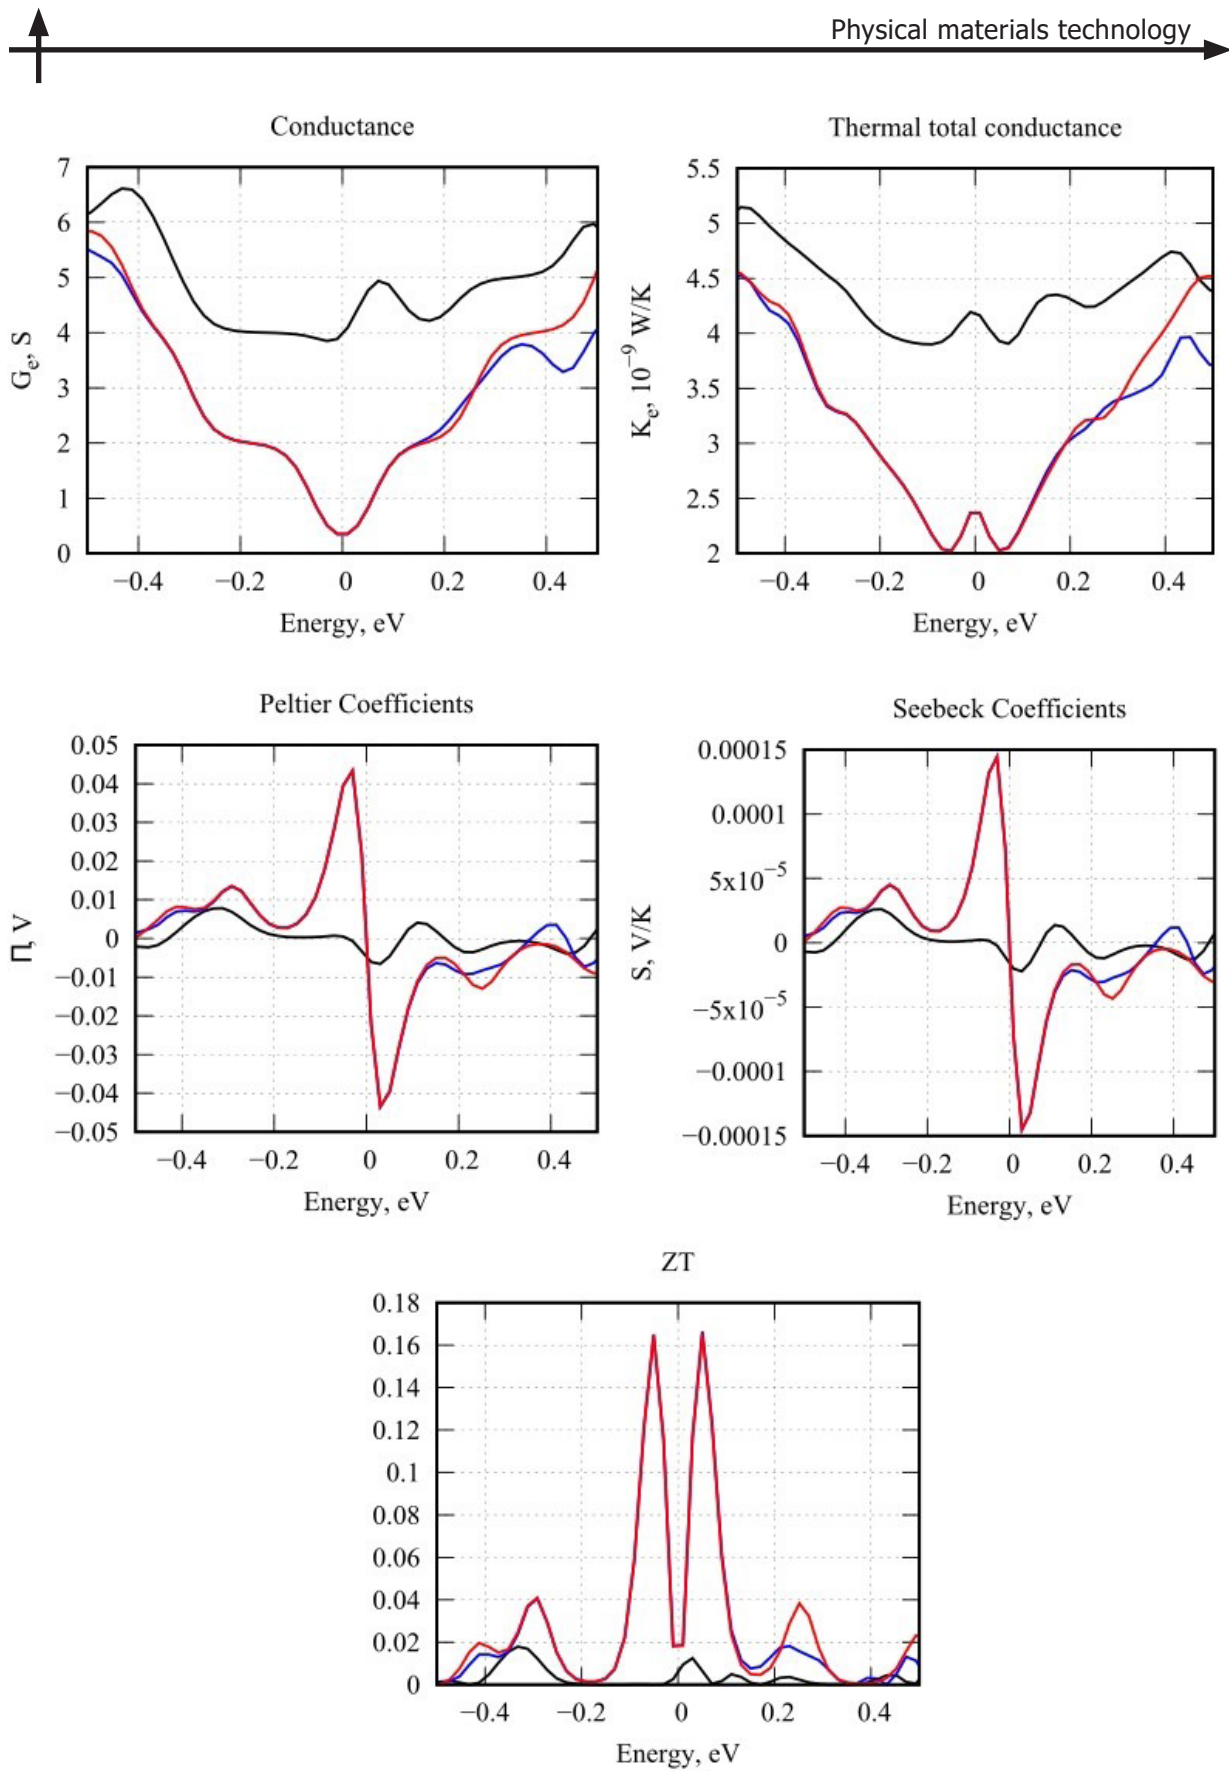 Physical materials technology
Conductance
7
6
5
4
3
2
1
0
Gₑ, S
−0.4 −0.2 0 0.2 0.4
Energy, eV
Thermal total conductance
5.5
5
4.5
4
3.5
3
2.5
2
Kₑ, 10⁻⁹ W/K
−0.4 −0.2 0 0.2 0.4
Energy, eV
Peltier Coefficients
0.05
0.04
0.03
0.02
0.01
0
−0.01
−0.02
−0.03
−0.04
−0.05
П, V
−0.4 −0.2 0 0.2 0.4
Energy, eV
Seebeck Coefficients
0.00015
0.0001
5x10⁻⁵
0
−5x10⁻⁵
−0.0001
−0.00015
S, V/K
−0.4 −0.2 0 0.2 0.4
Energy, eV
ZT
0.18
0.16
0.14
0.12
0.1
0.08
0.06
0.04
0.02
0
−0.4 −0.2 0 0.2 0.4
Energy, eV